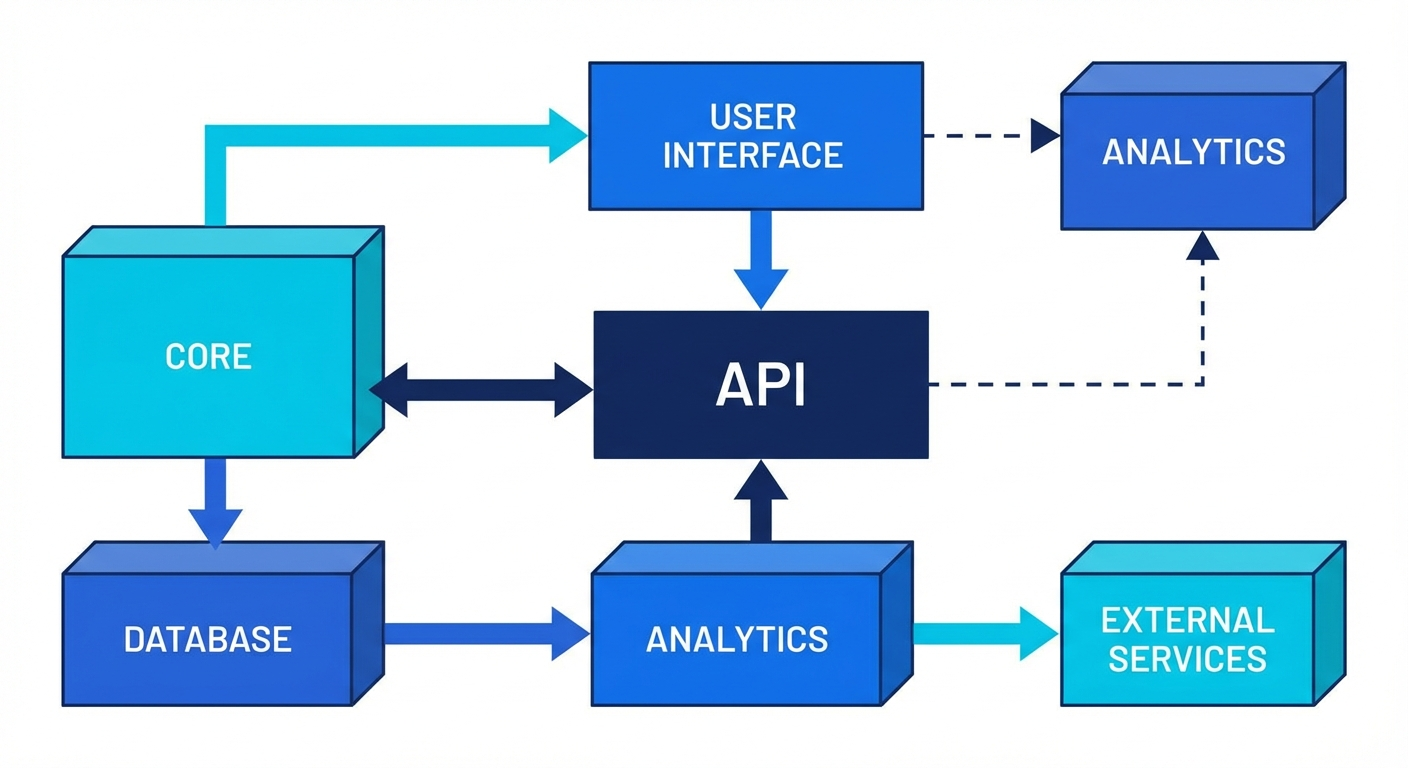 USER
INTERFACE
ANALYTICS
CORE
API
DATABASE
ANALYTICS
EXTERNAL
SERVICES